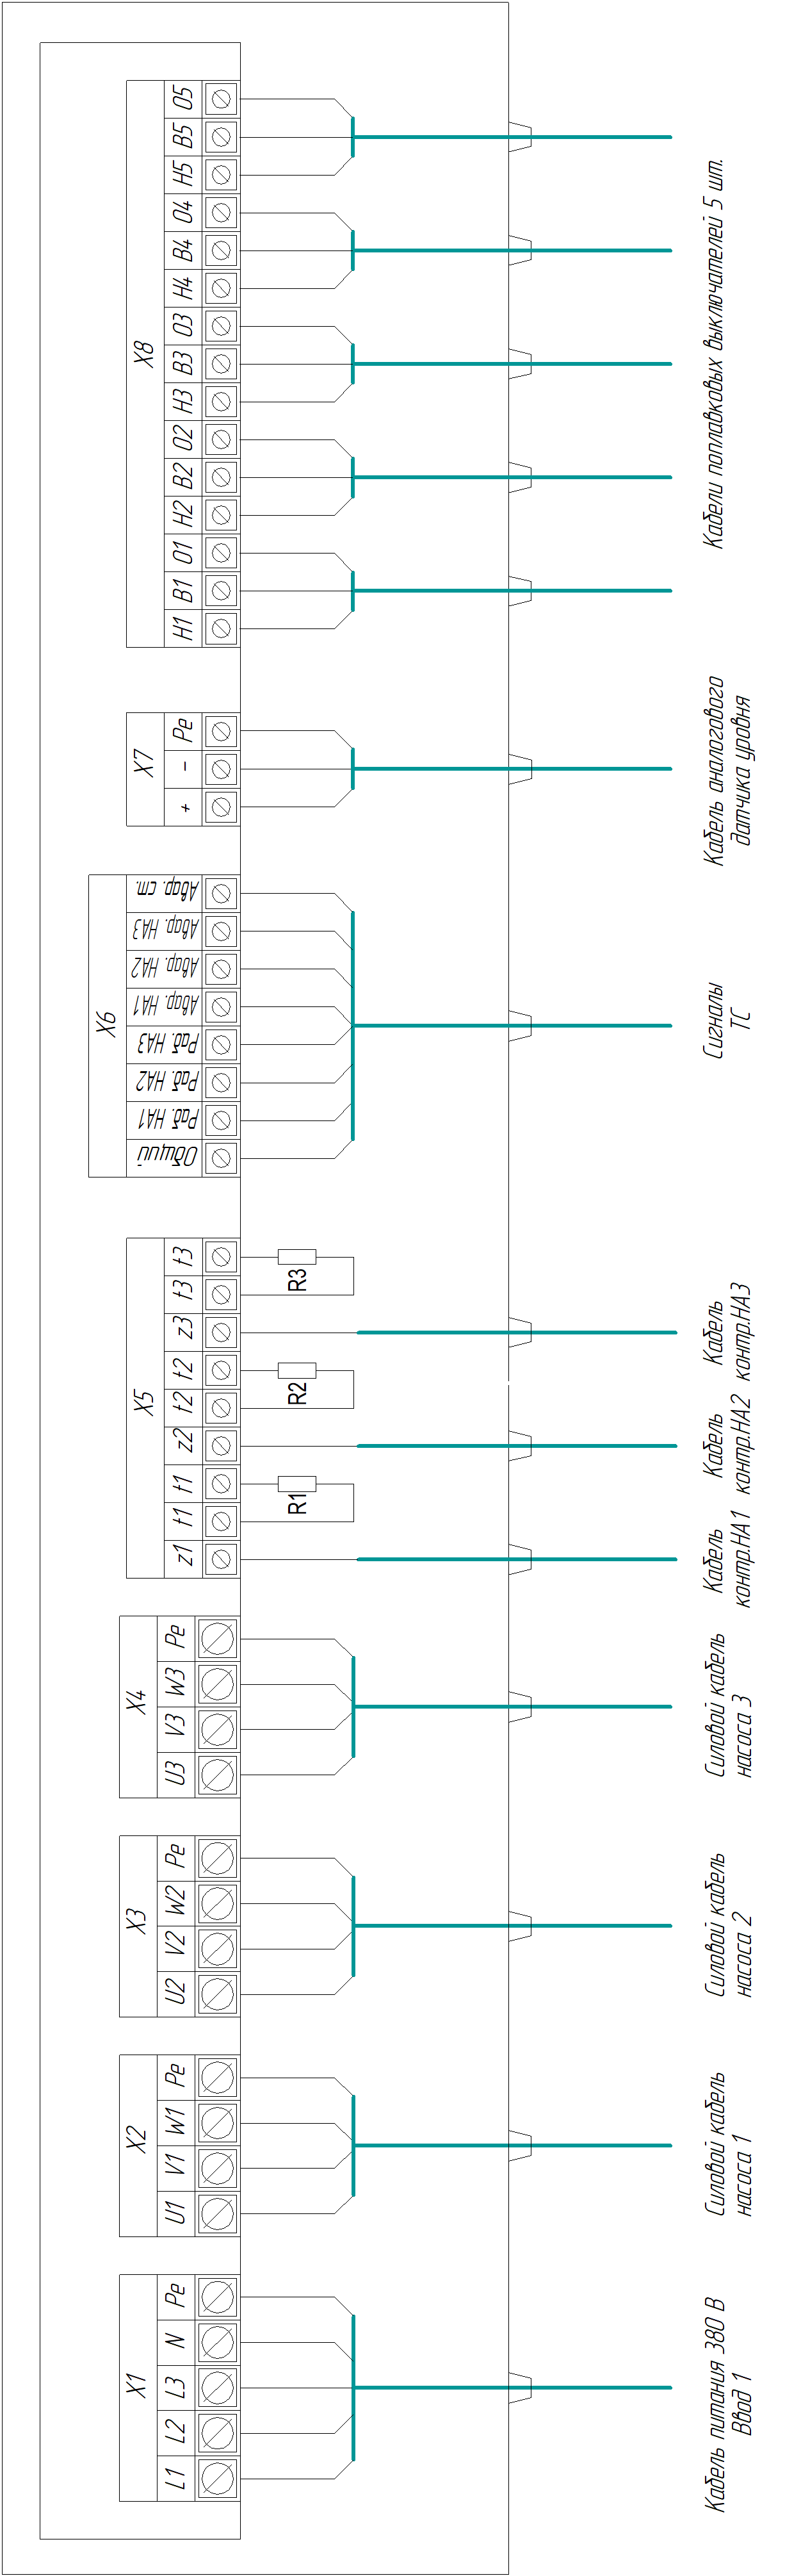 X1
L1 L2 L3 N Pe
X2
U1 V1 W1 Pe
X3
U2 V2 W2 Pe
X4
U3 V3 W3 Pe
X5
z1 t1 t1 z2 t2 t2 z3 t3 t3
R1
R2
R3
X6
Общий
Раб. НА1
Раб. НА2
Раб. НА3
Авар. НА1
Авар. НА2
Авар. НА3
Авар. ст.
X7
+ − Pe
X8
Н1 В1 О1 Н2 В2 О2 Н3 В3 О3 Н4 В4 О4 Н5 В5 О5
Кабель питания 380 В
Ввод 1
Силовой кабель
насоса 1
Силовой кабель
насоса 2
Силовой кабель
насоса 3
Кабель
контр.НА1
Кабель
контр.НА2
Кабель
контр.НА3
Сигналы
ТС
Кабель аналогового
датчика уровня
Кабели поплавковых выключателей 5 шт.